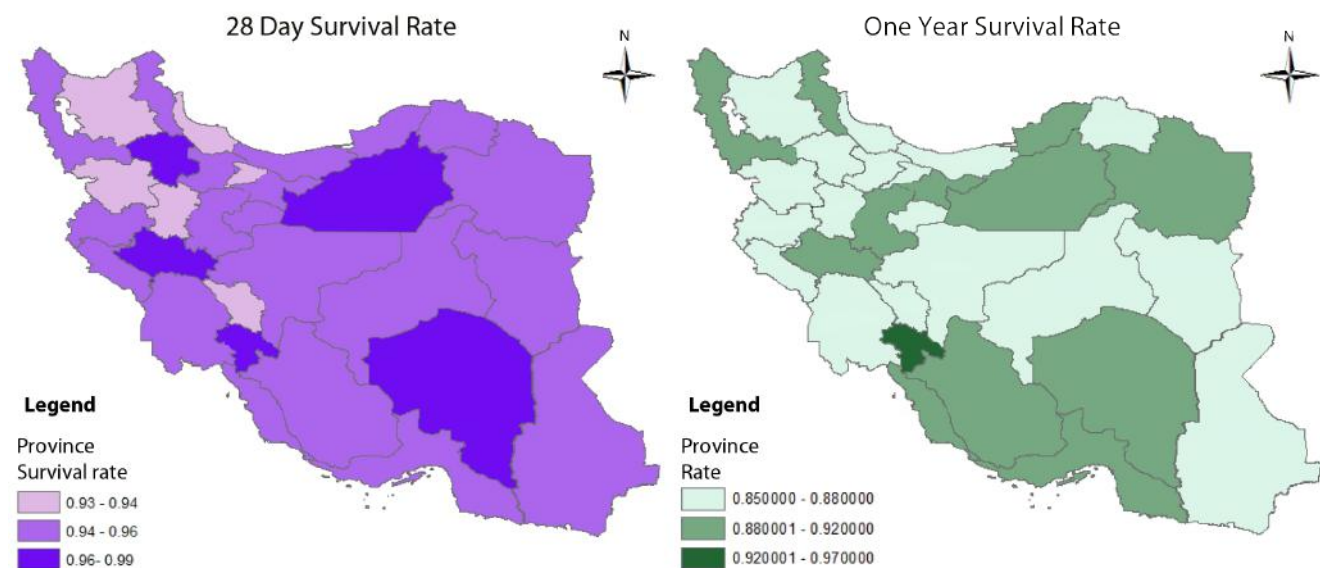 28 Day Survival Rate
N
Legend
Province
Survival rate
0.93 - 0.94
0.94 - 0.96
0.96- 0.99
One Year Survival Rate
N
Legend
Province
Rate
0.850000 - 0.880000
0.880001 - 0.920000
0.920001 - 0.970000